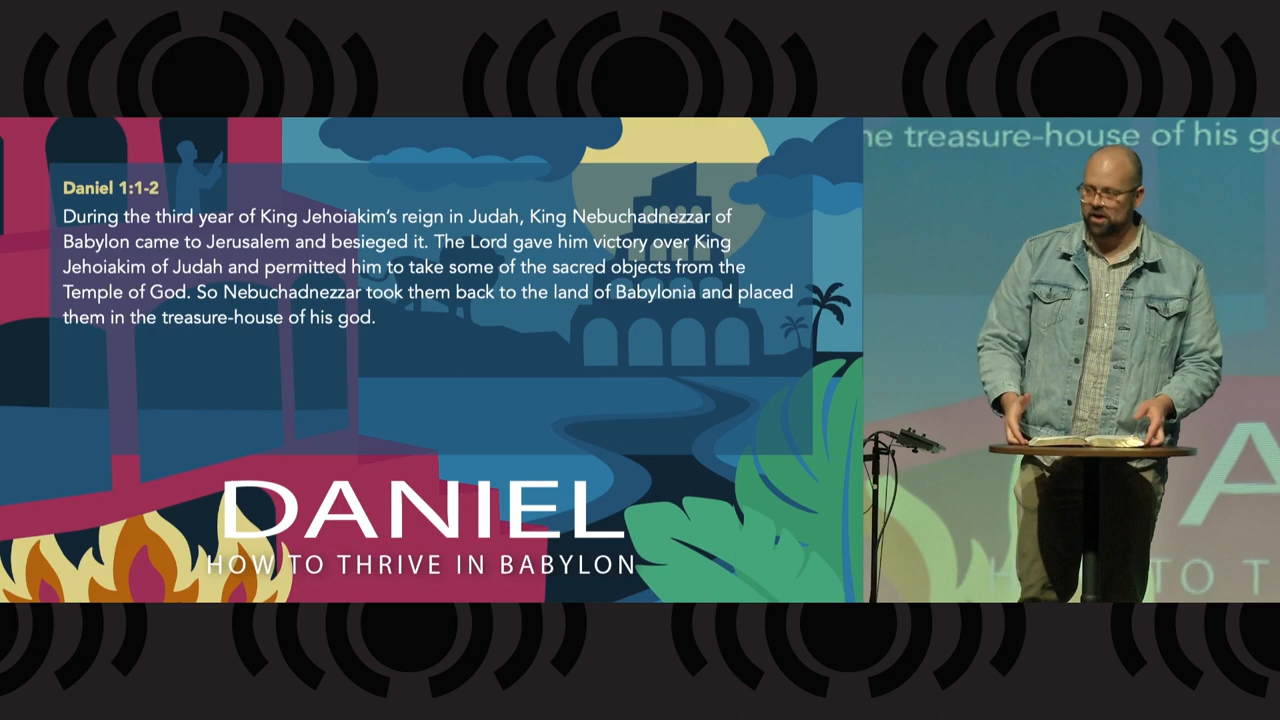 Daniel 1:1-2
During the third year of King Jehoiakim’s reign in Judah, King Nebuchadnezzar of
Babylon came to Jerusalem and besieged it. The Lord gave him victory over King
Jehoiakim of Judah and permitted him to take some of the sacred objects from the
Temple of God. So Nebuchadnezzar took them back to the land of Babylonia and placed
them in the treasure-house of his god.
DANIEL
HOW TO THRIVE IN BABYLON
treasure-house of his
A
TO T